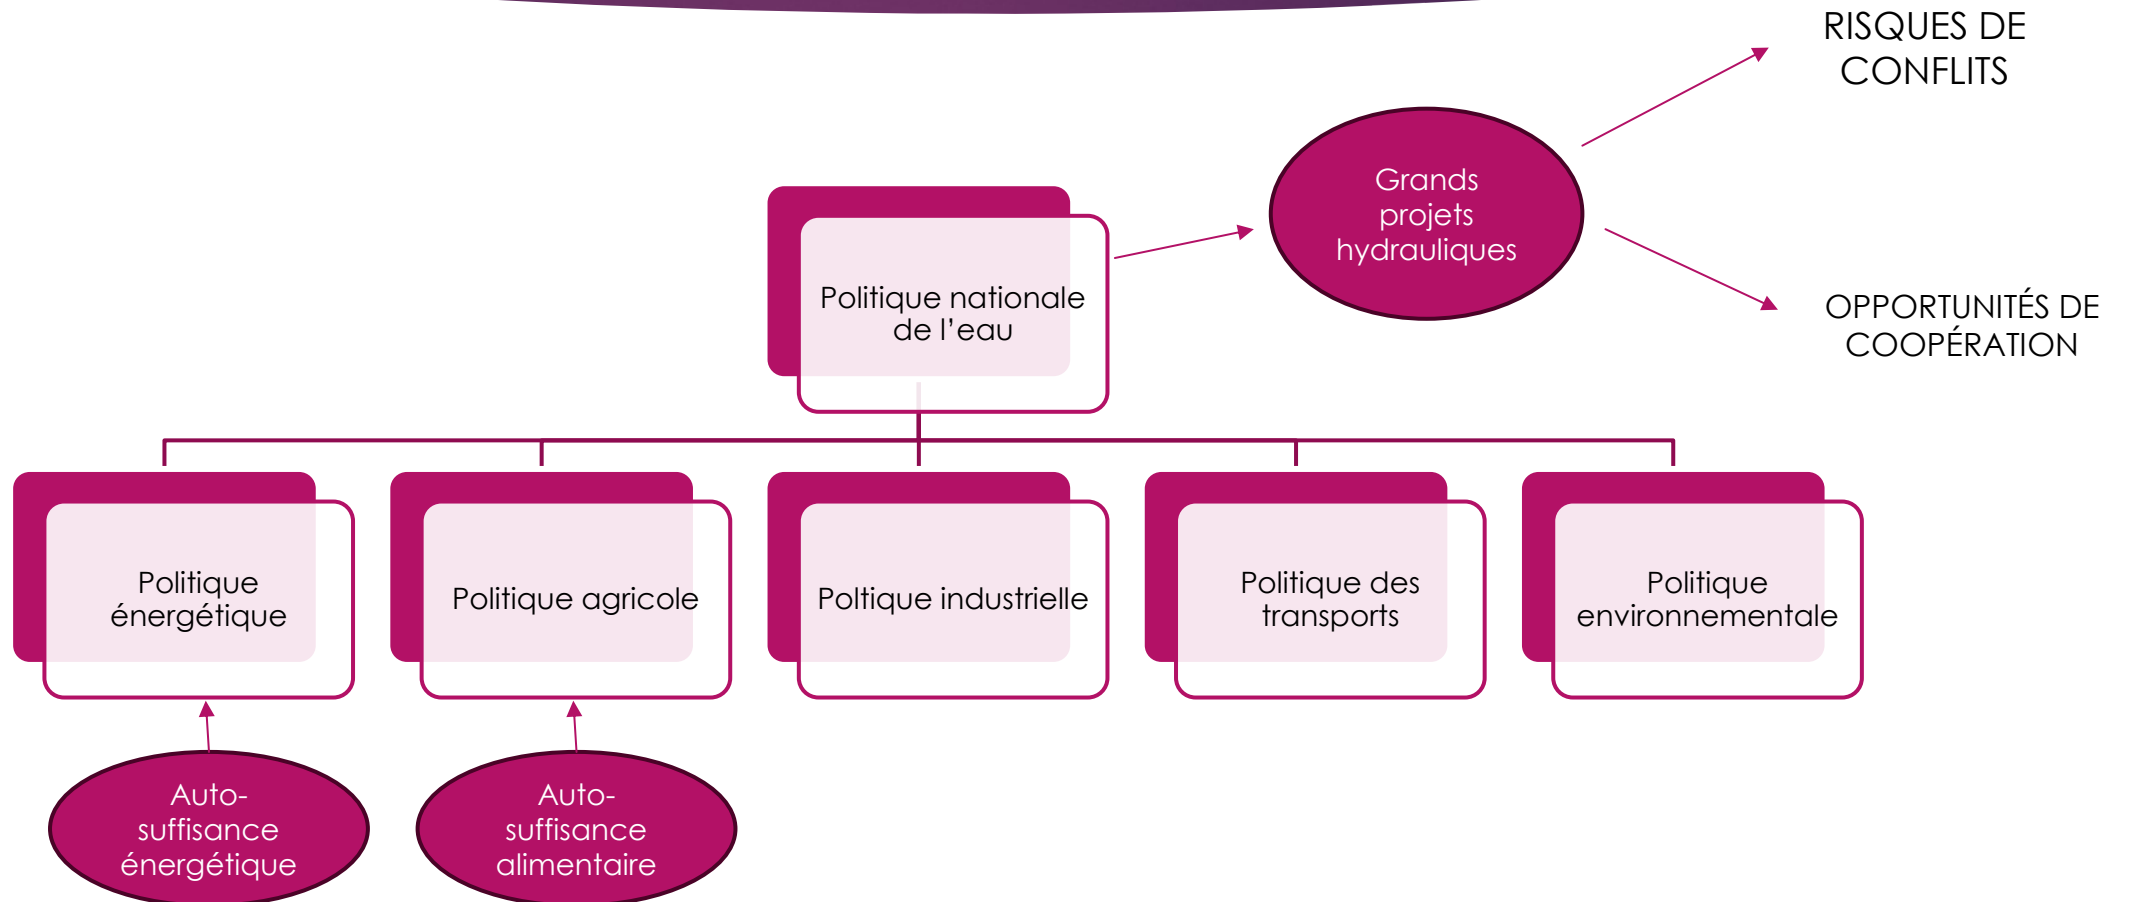 RISQUES DE
CONFLITS
Grands
projets
hydrauliques
Politique nationale
de l’eau
OPPORTUNITÉS DE
COOPÉRATION
Politique
énergétique
Politique agricole
Poltique industrielle
Politique des
transports
Politique
environnementale
Auto-
suffisance
énergétique
Auto-
suffisance
alimentaire